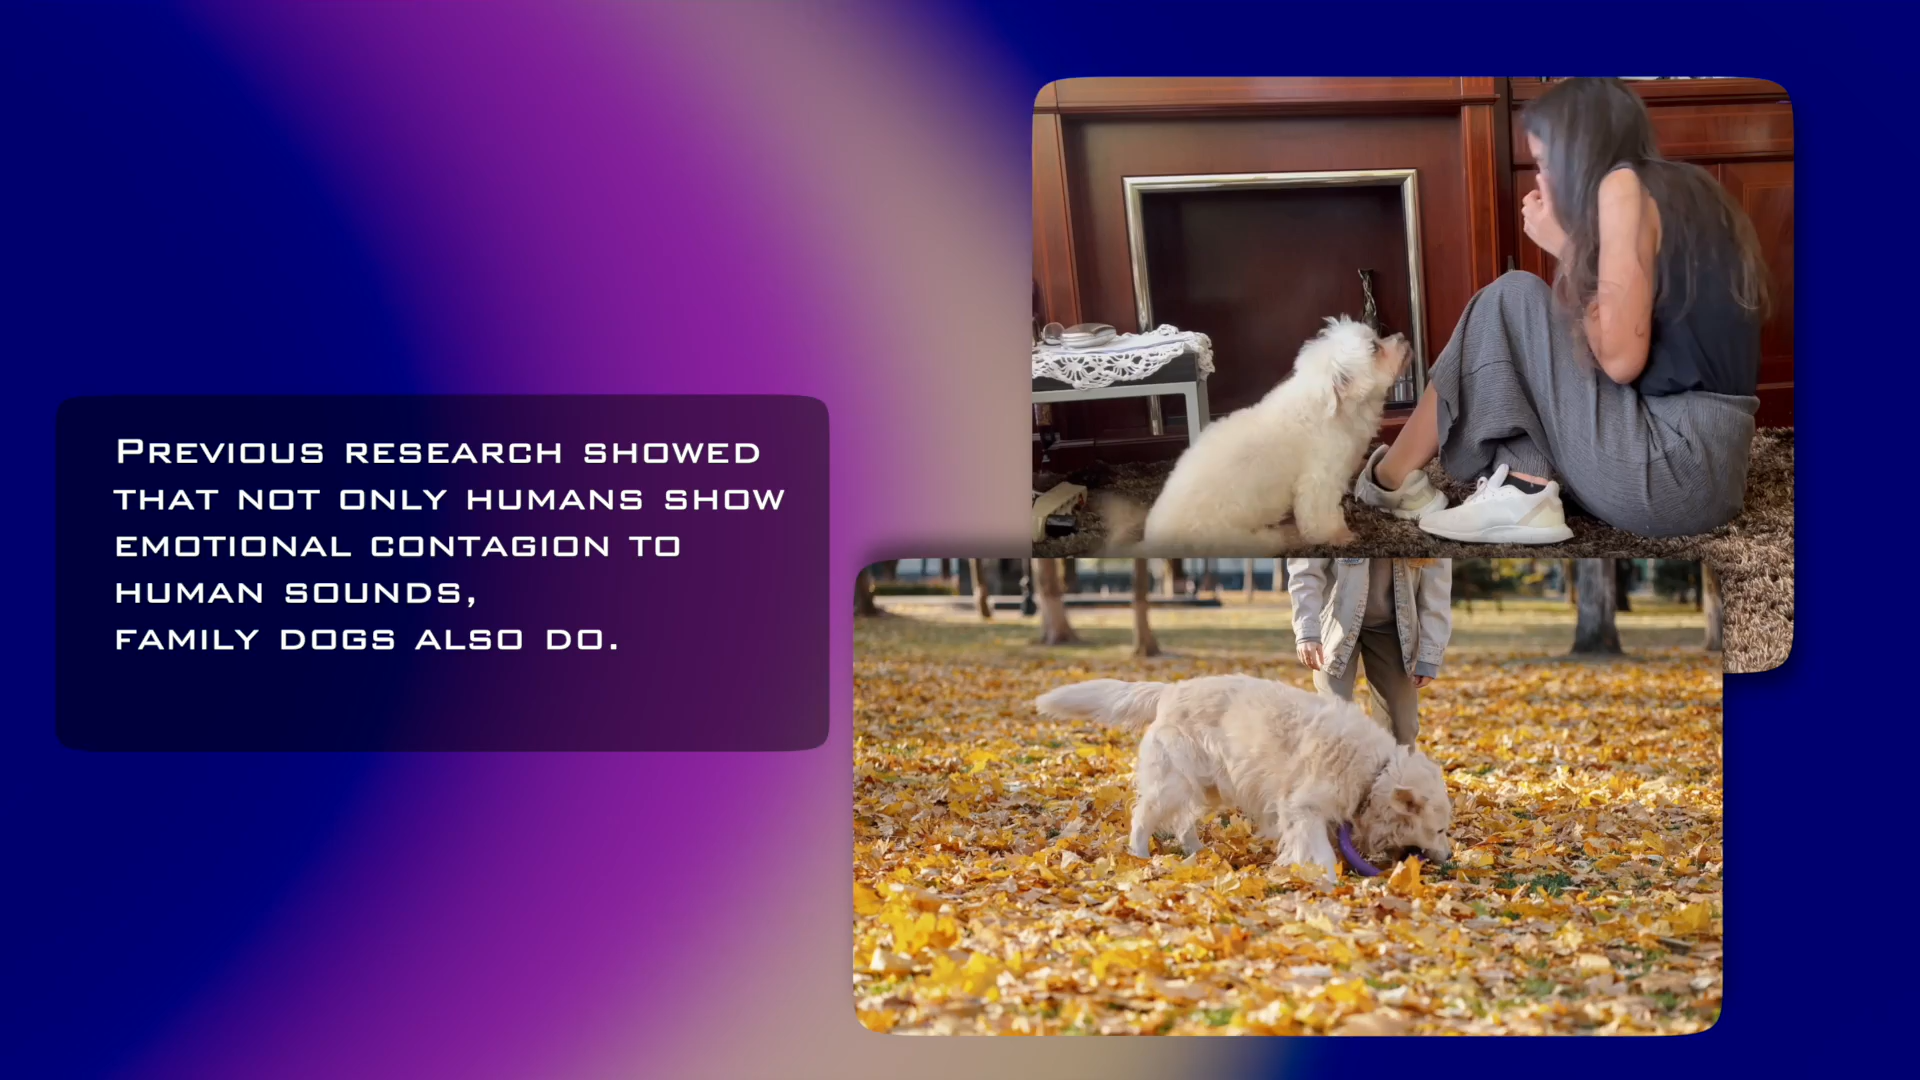 Previous research showed
that not only humans show
emotional contagion to
human sounds,
family dogs also do.